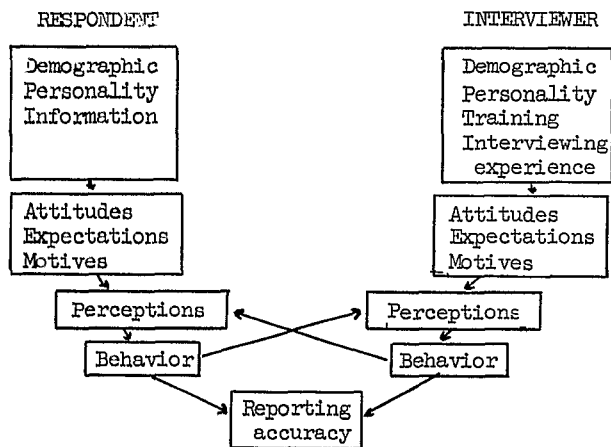 RESPONDENT
Demographic
Personality
Information
Attitudes
Expectations
Motives
Perceptions
Behavior
INTERVIEWER
Demographic
Personality
Training
Interviewing
experience
Attitudes
Expectations
Motives
Perceptions
Behavior
Reporting
accuracy